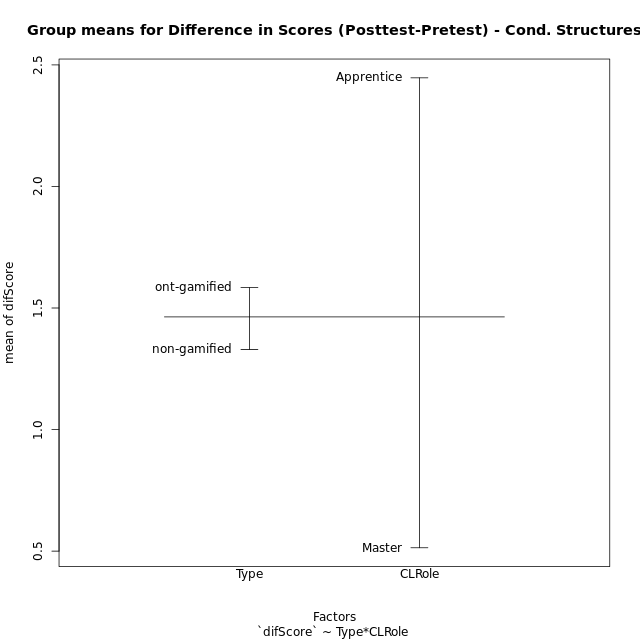 Group means for Difference in Scores (Posttest-Pretest) - Cond. Structures
2.5
2.0
1.5
1.0
0.5
mean of difScore
Apprentice
ont-gamified
non-gamified
Master
Type
CLRole
Factors
`difScore` ~ Type*CLRole